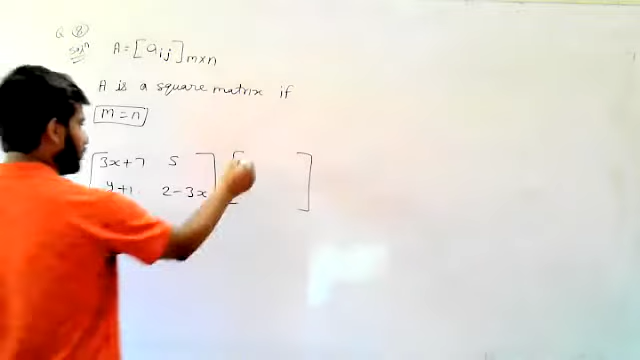 Q ⑧
Solⁿ A = [aij]m×n
A is a square matrix if
m = n
[3x+7 5
y+1 2-3x] [ ]